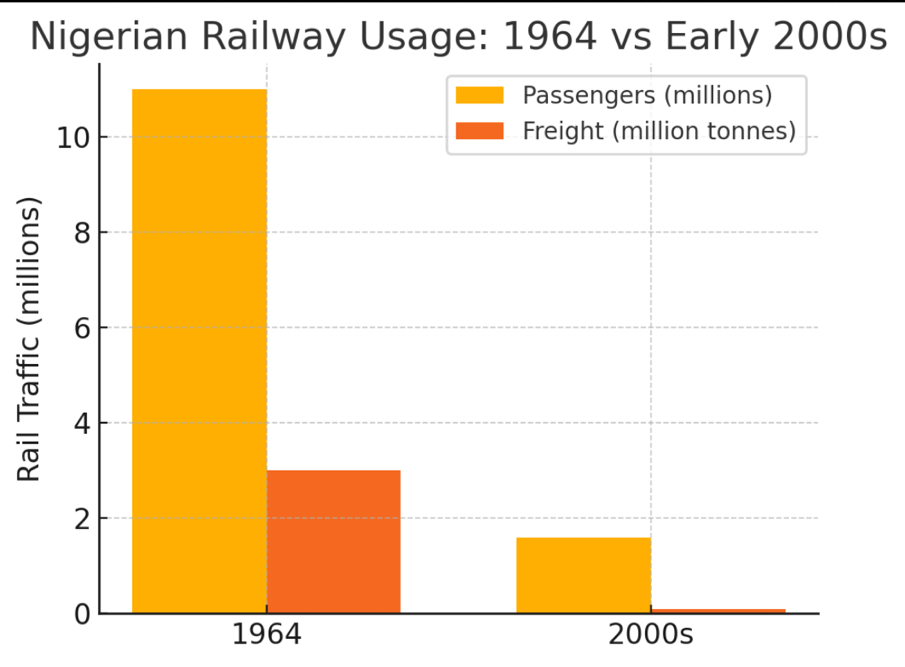 Nigerian Railway Usage: 1964 vs Early 2000s
Passengers (millions)
Freight (million tonnes)
Rail Traffic (millions)
10
8
6
4
2
0
1964
2000s